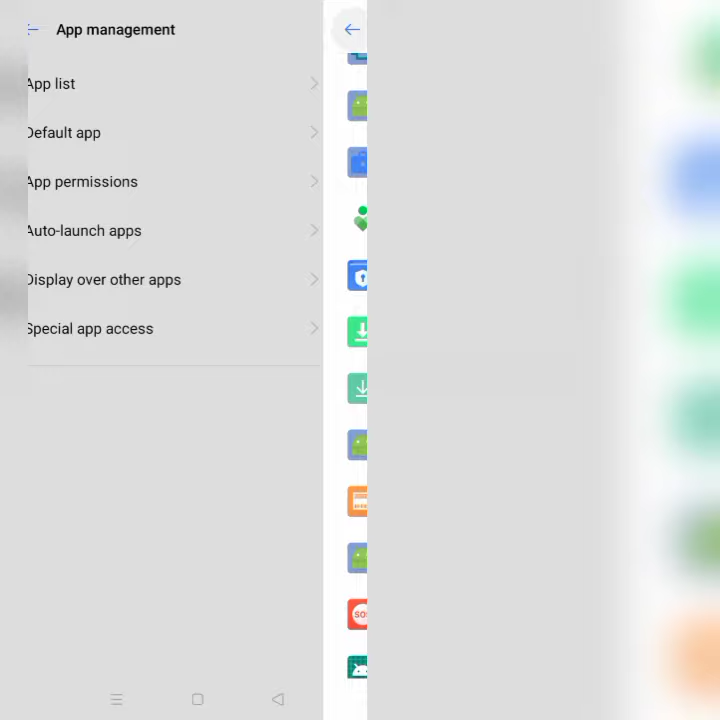 App management
App list
Default app
App permissions
Auto-launch apps
Display over other apps
Special app access